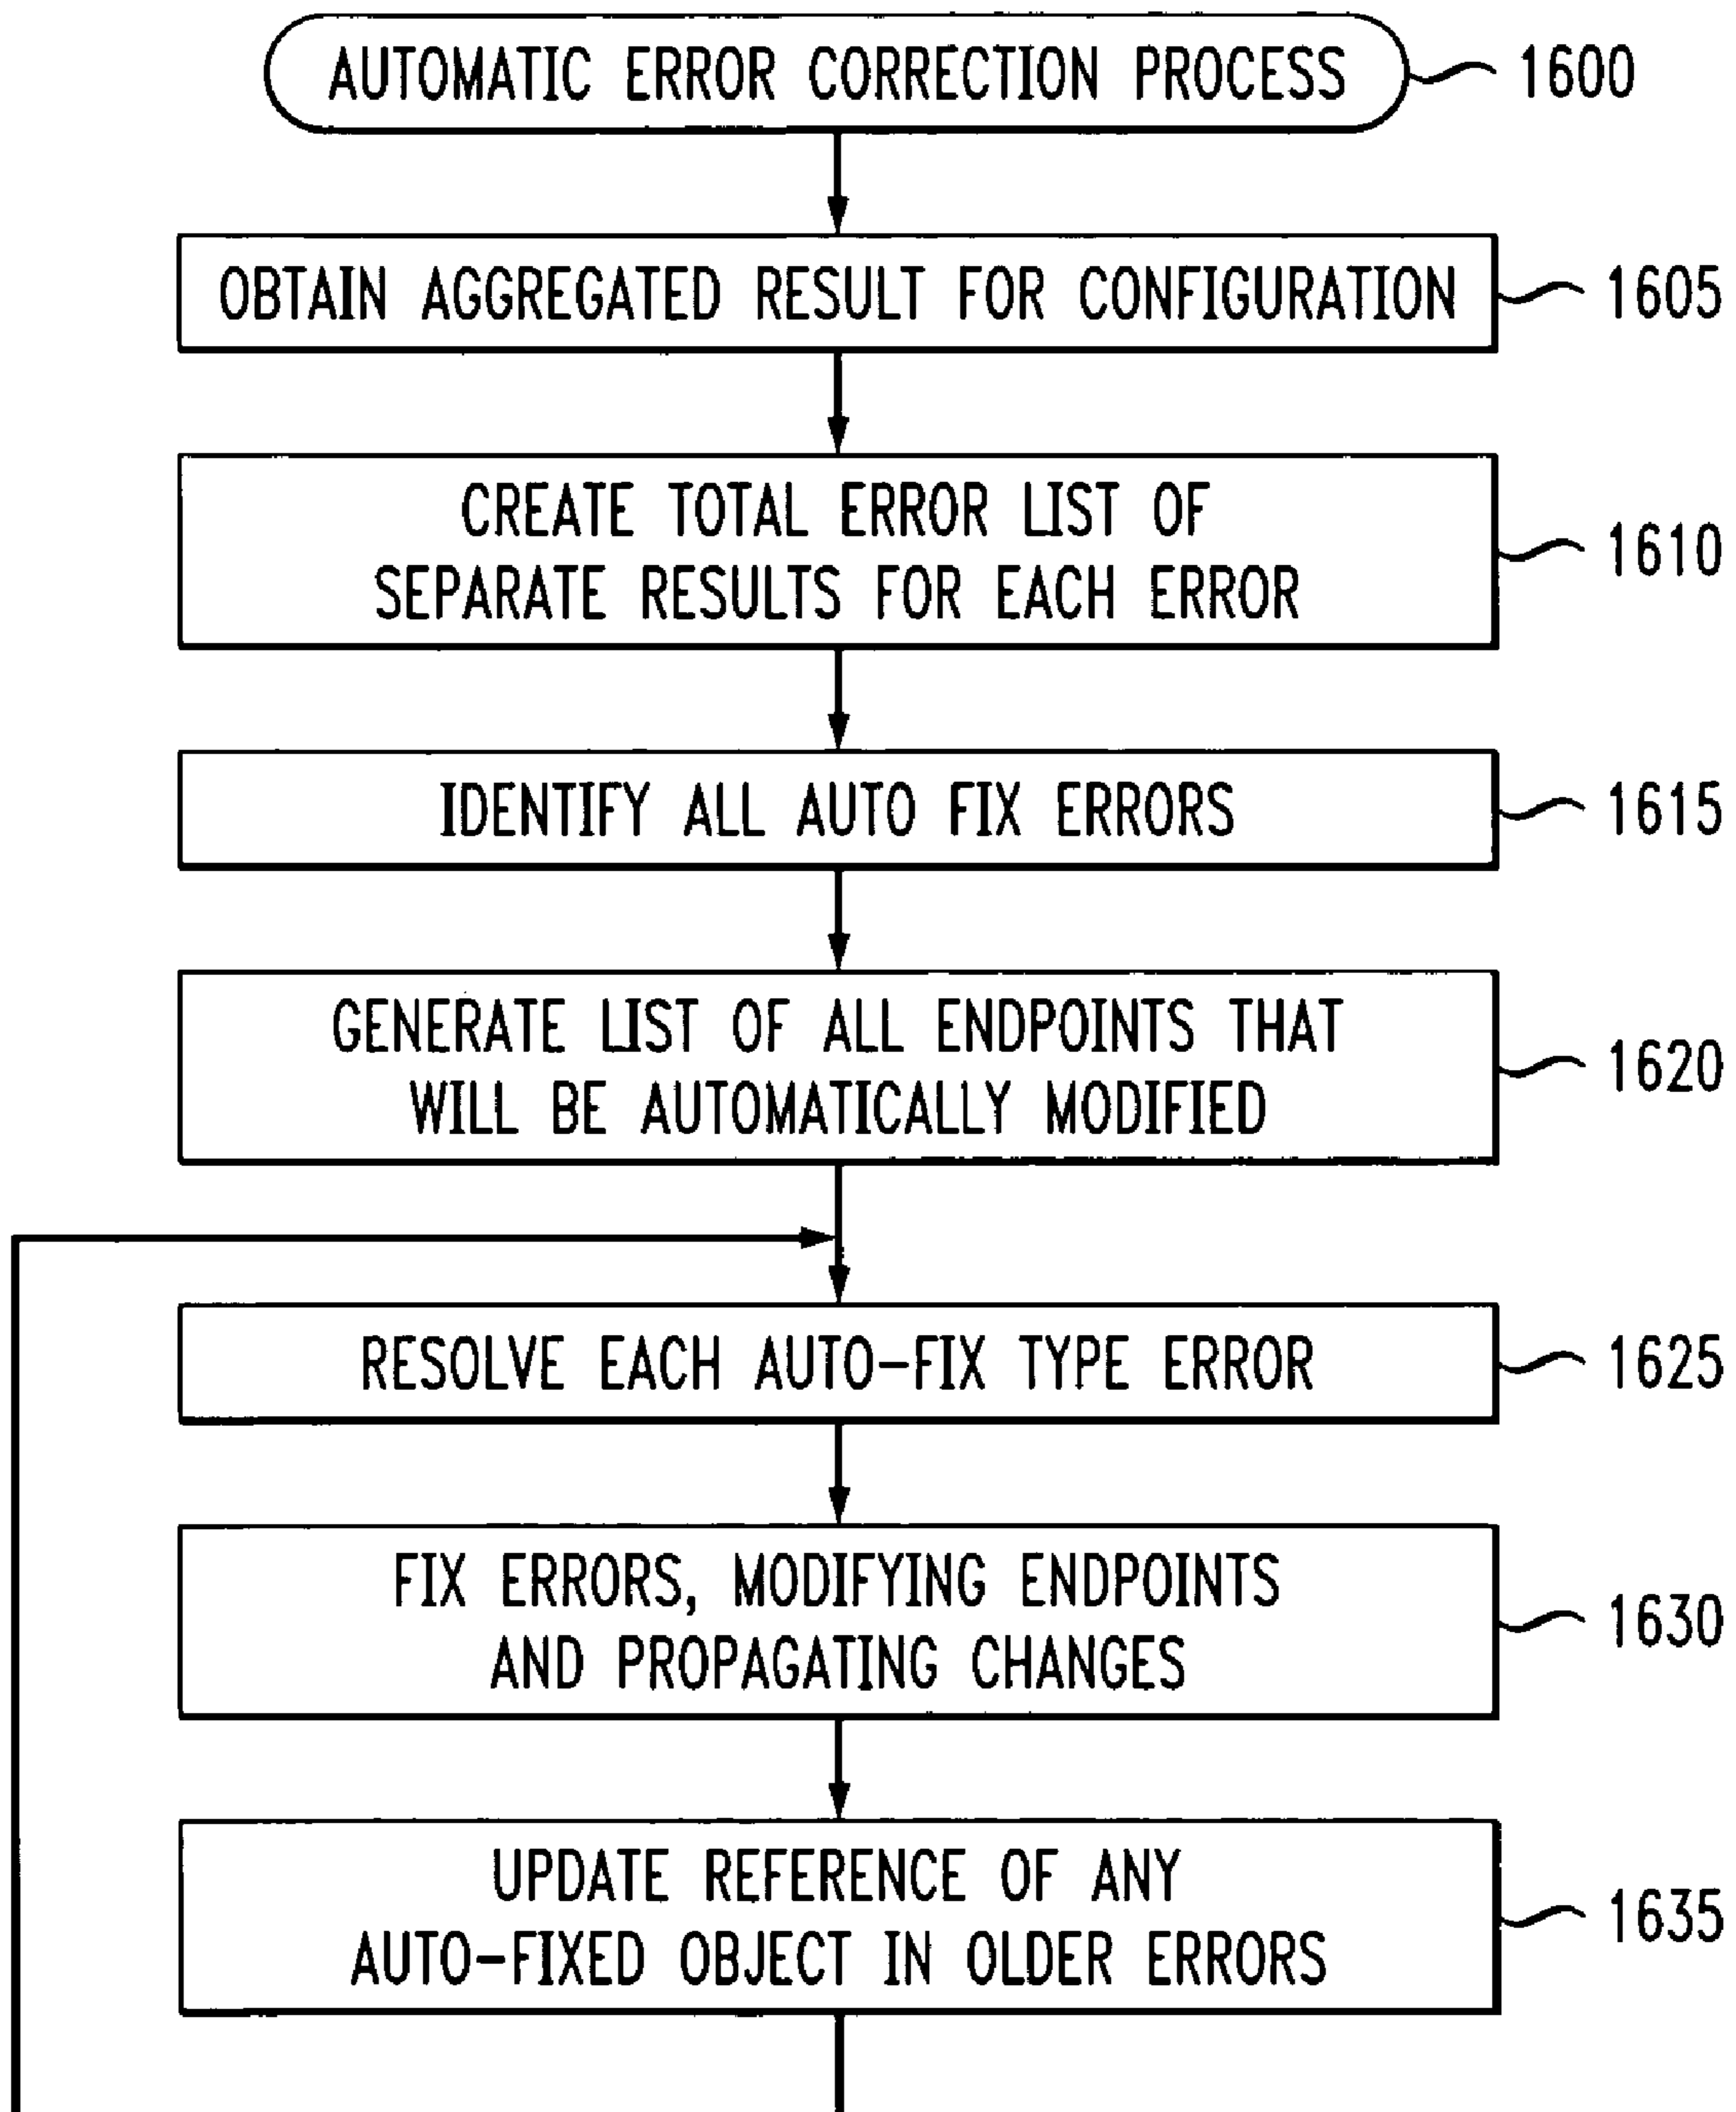 AUTOMATIC ERROR CORRECTION PROCESS
1600
OBTAIN AGGREGATED RESULT FOR CONFIGURATION
1605
CREATE TOTAL ERROR LIST OF
SEPARATE RESULTS FOR EACH ERROR
1610
IDENTIFY ALL AUTO FIX ERRORS
1615
GENERATE LIST OF ALL ENDPOINTS THAT
WILL BE AUTOMATICALLY MODIFIED
1620
RESOLVE EACH AUTO-FIX TYPE ERROR
1625
FIX ERRORS, MODIFYING ENDPOINTS
AND PROPAGATING CHANGES
1630
UPDATE REFERENCE OF ANY
AUTO-FIXED OBJECT IN OLDER ERRORS
1635